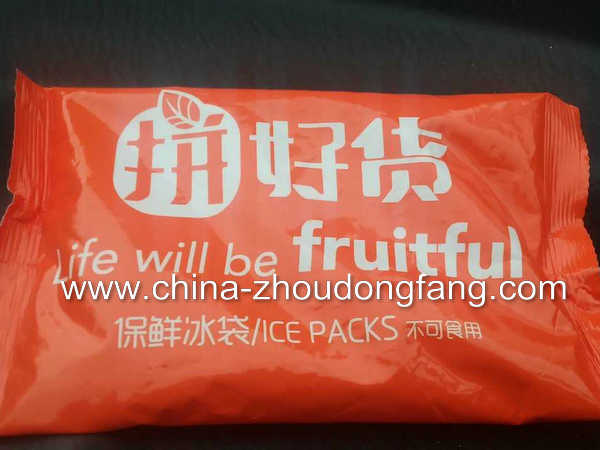 拼好货
Life will be fruitful
www.china-zhoudongfang.com
保鲜冰袋/ICE PACKS 不可食用